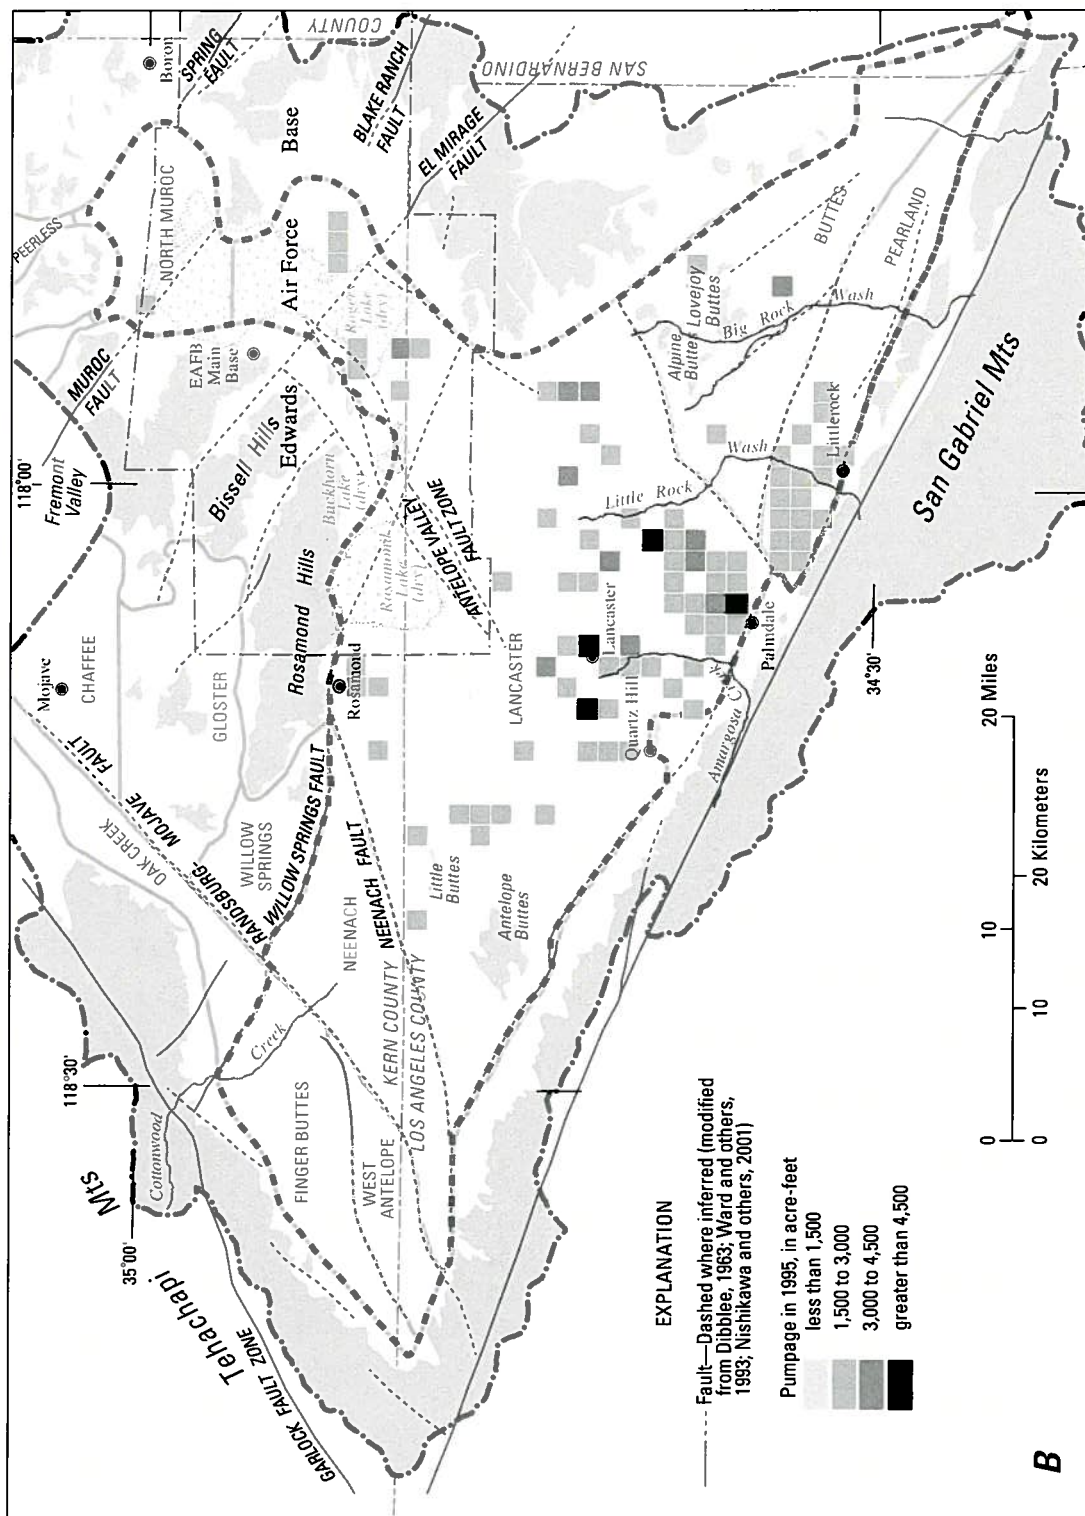 Tehachapi
Mts
Cottonwood
Creek
GARLOCK FAULT ZONE
35°00'
118°30'
118°00'
Mojave
CHAFFEE
OAK CREEK
RANDSBURG-
MOJAVE
FAULT
GLOSTER
WILLOW
SPRINGS
WILLOW SPRINGS FAULT
Rosamond Hills
Rosamond
Fremont
Valley
MUROC
FAULT
PEERLESS
NORTH MUROC
Boron
SPRING
FAULT
EAFB
Main
Base
Bissell Hills
Edwards
Air Force
Base
Rogers
Lake
(dry)
Buckhorn
Lake
(dry)
Rosamond
Lake
(dry)
BLAKE RANCH
FAULT
EL MIRAGE
FAULT
SAN BERNARDINO
COUNTY
FINGER BUTTES
WEST
ANTELOPE
NEENACH
NEENACH FAULT
KERN COUNTY
LOS ANGELES COUNTY
Little
Buttes
Antelope
Buttes
LANCASTER
ANTELOPE VALLEY
FAULT ZONE
Lancaster
Quartz Hill
Amargosa Creek
Palmdale
Little Rock
Wash
Littlerock
Alpine
Buttes
Lovejoy
Buttes
Big Rock
Wash
BUTTES
PEARLAND
San Gabriel Mts
34°30'
EXPLANATION
Fault—Dashed where inferred (modified
from Dibblee, 1963; Ward and others,
1993; Nishikawa and others, 2001)
Pumpage in 1995, in acre-feet
less than 1,500
1,500 to 3,000
3,000 to 4,500
greater than 4,500
0 10 20 Miles
0 10 20 Kilometers
B